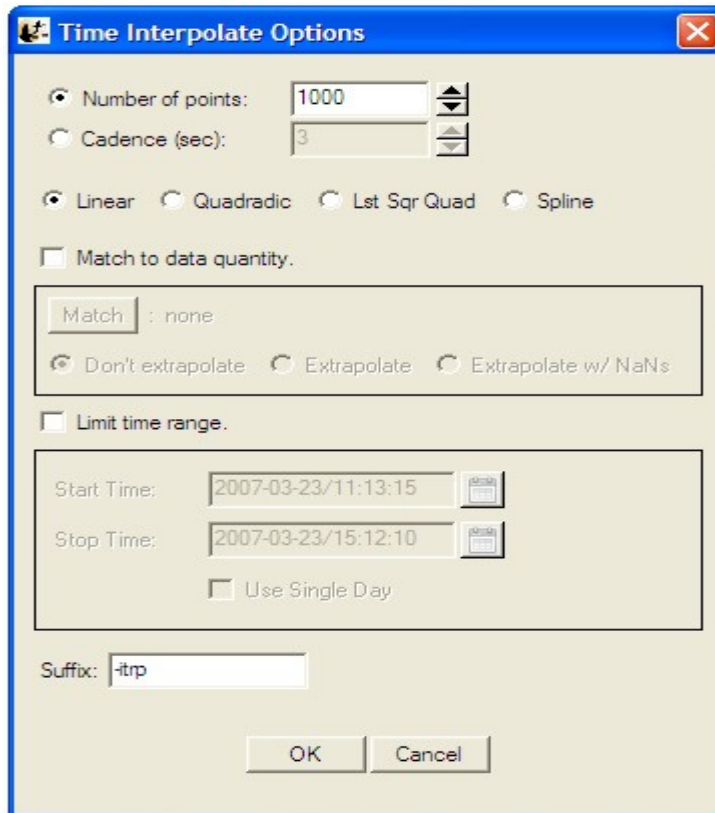 Time Interpolate Options
Number of points: 1000
Cadence (sec): 3
Linear Quadradic Lst Sqr Quad Spline
Match to data quantity.
Match : none
Don't extrapolate Extrapolate Extrapolate w/ NaNs
Limit time range.
Start Time: 2007-03-23/11:13:15
Stop Time: 2007-03-23/15:12:10
Use Single Day
Suffix: -itrp
OK Cancel